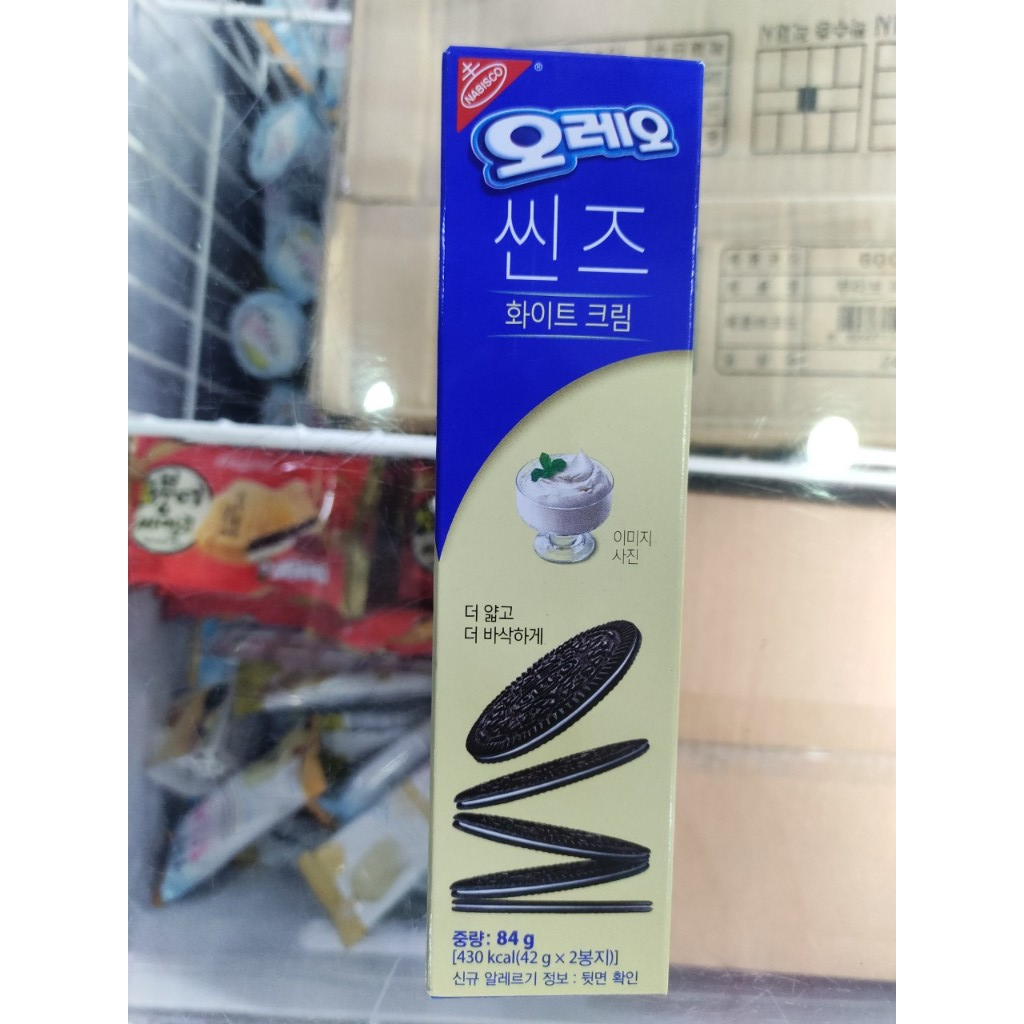 NABISCO
®
오레오
씬즈
화이트 크림
이미지
사진
더 얇고
더 바삭하게
중량: 84 g
[430 kcal(42 g × 2봉지)]
신규 알레르기 정보 : 뒷면 확인